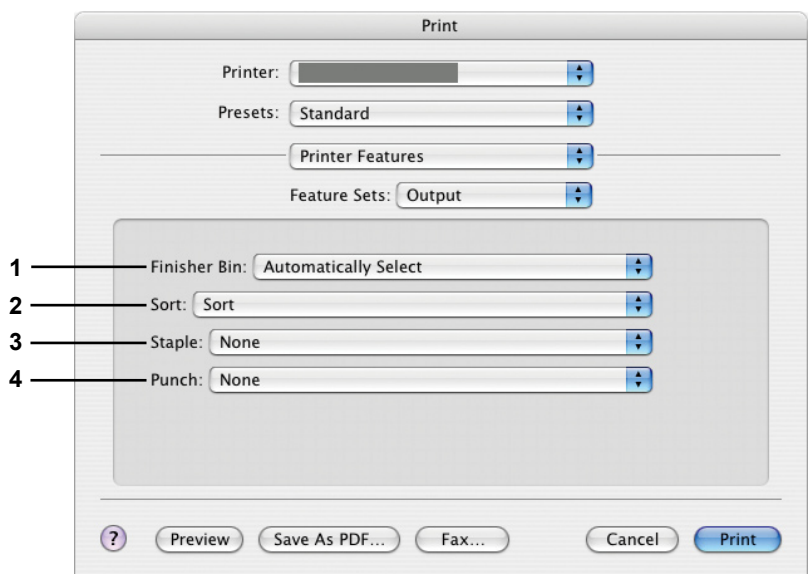 Print
Printer:
Presets: Standard
Printer Features
Feature Sets: Output
1 Finisher Bin: Automatically Select
2 Sort: Sort
3 Staple: None
4 Punch: None
? Preview Save As PDF... Fax... Cancel Print